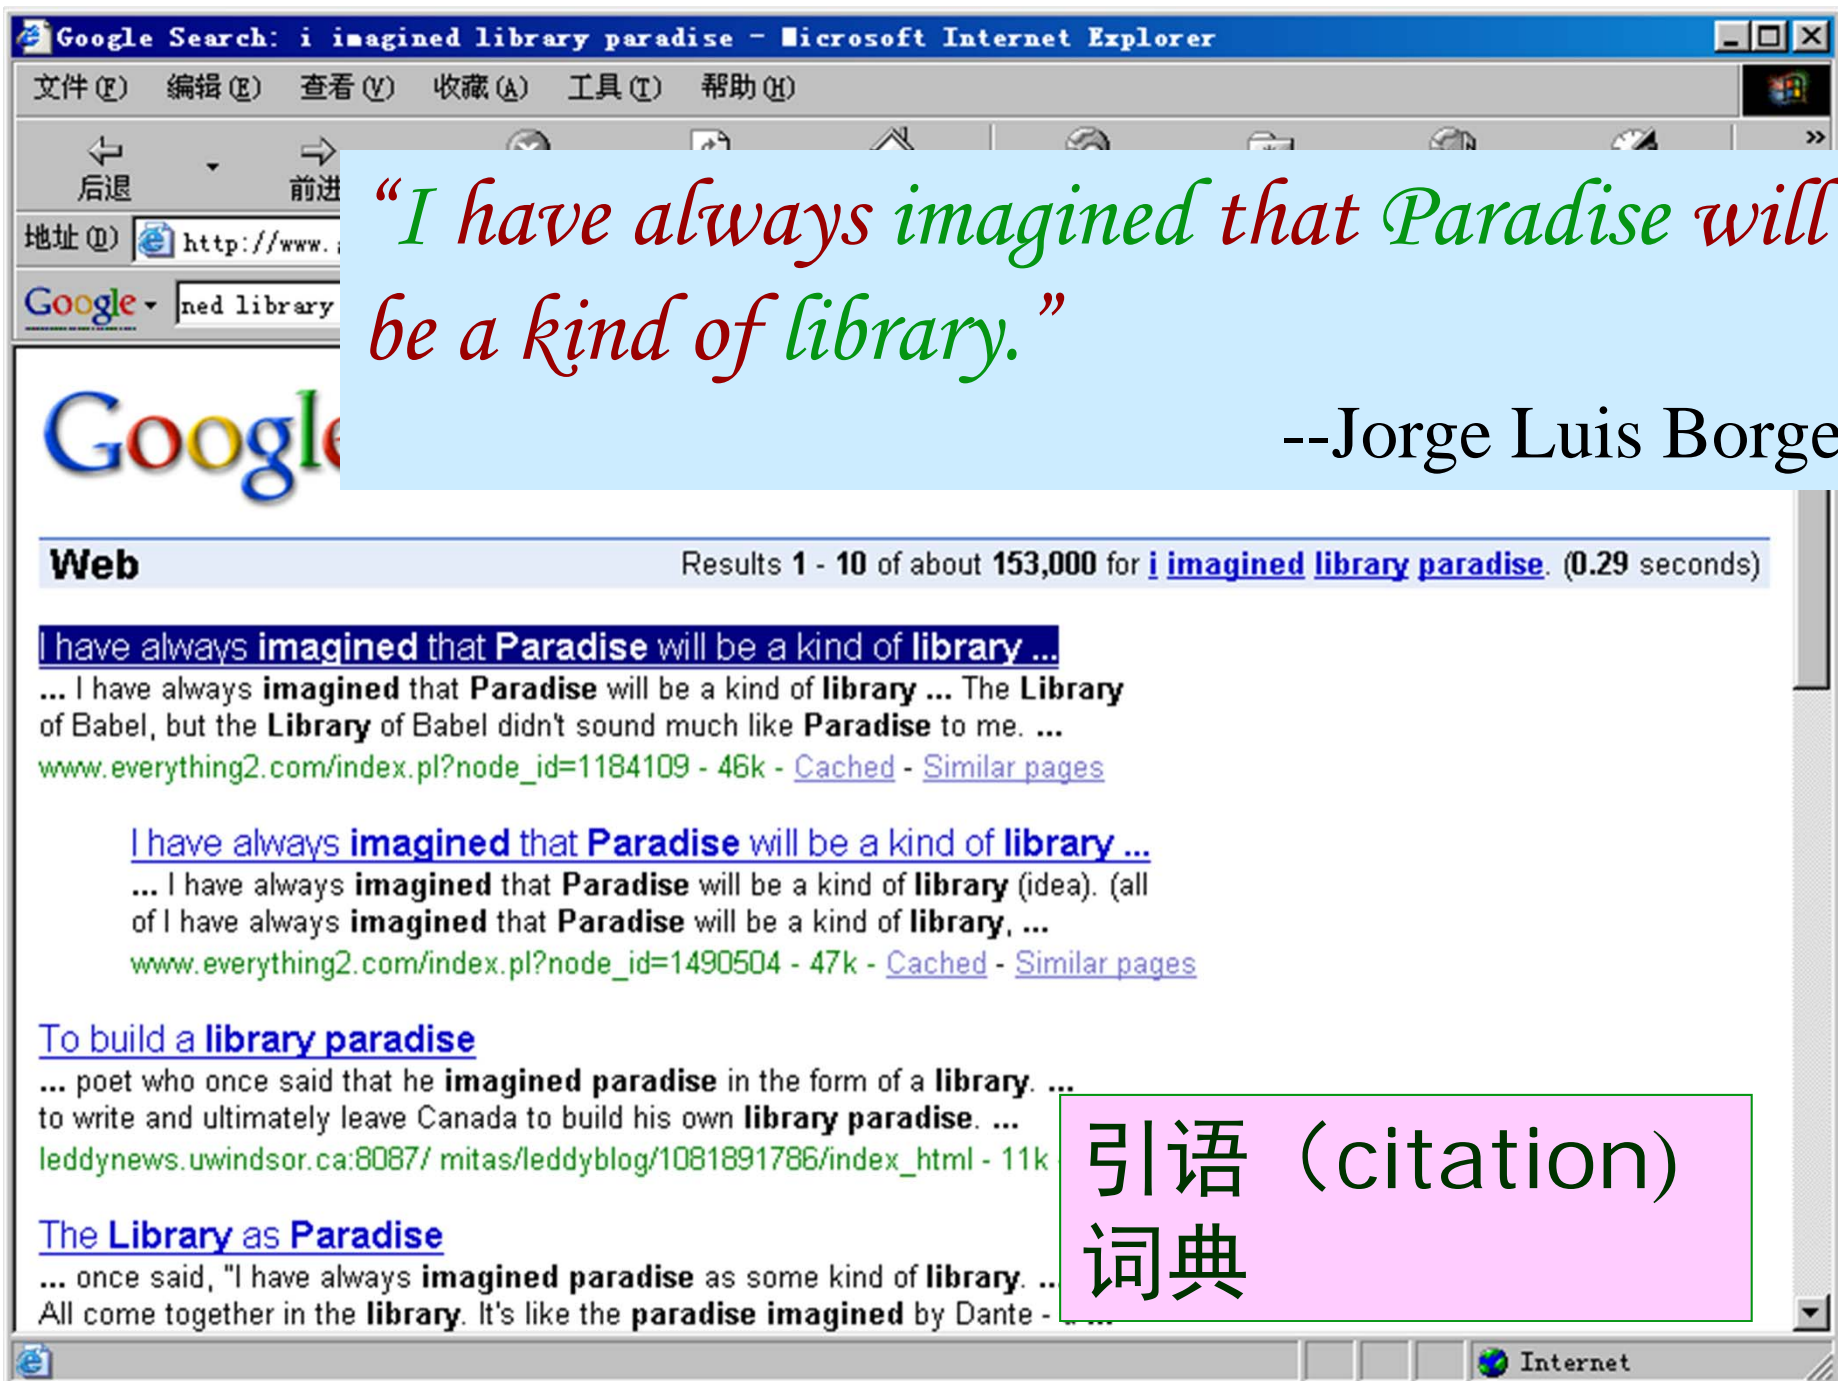 Google Search: i imagined library paradise - Microsoft Internet Explorer
文件(F) 编辑(E) 查看(V) 收藏(A) 工具(T) 帮助(H)
后退 前进
地址(D) http://www.
Google ned library
“I have always imagined that Paradise will
be a kind of library.”
--Jorge Luis Borge
Google
Web Results 1 - 10 of about 153,000 for i imagined library paradise. (0.29 seconds)
I have always imagined that Paradise will be a kind of library ...
... I have always imagined that Paradise will be a kind of library ... The Library
of Babel, but the Library of Babel didn't sound much like Paradise to me. ...
www.everything2.com/index.pl?node_id=1184109 - 46k - Cached - Similar pages
I have always imagined that Paradise will be a kind of library ...
... I have always imagined that Paradise will be a kind of library (idea). (all
of I have always imagined that Paradise will be a kind of library, ...
www.everything2.com/index.pl?node_id=1490504 - 47k - Cached - Similar pages
To build a library paradise
... poet who once said that he imagined paradise in the form of a library. ...
to write and ultimately leave Canada to build his own library paradise. ...
leddynews.uwindsor.ca:8087/ mitas/leddyblog/1081891786/index_html - 11k
The Library as Paradise
... once said, "I have always imagined paradise as some kind of library. ...
All come together in the library. It's like the paradise imagined by Dante -
引语（citation)
词典
Internet